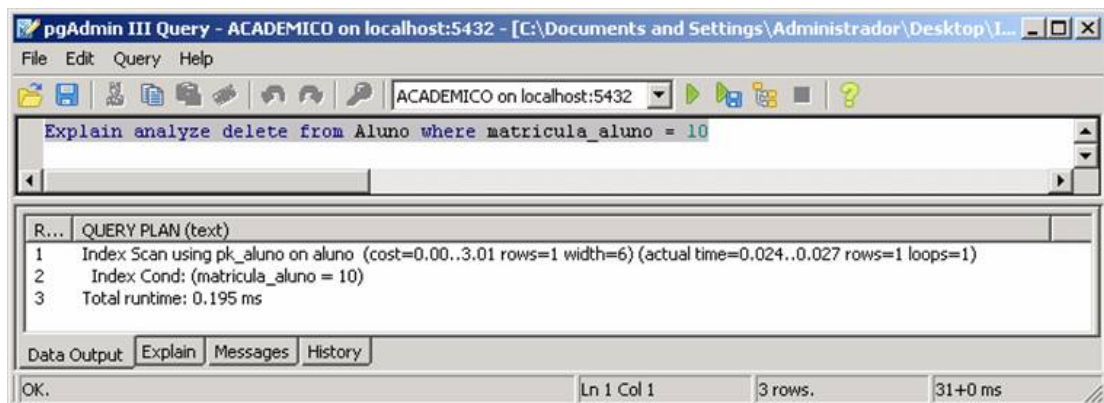 pgAdmin III Query - ACADEMICO on localhost:5432 - [C:\Documents and Settings\Administrador\Desktop\I...
File Edit Query Help
ACADEMICO on localhost:5432
Explain analyze delete from Aluno where matricula_aluno = 10
R... QUERY PLAN (text)
1 Index Scan using pk_aluno on aluno (cost=0.00..3.01 rows=1 width=6) (actual time=0.024..0.027 rows=1 loops=1)
2 Index Cond: (matricula_aluno = 10)
3 Total runtime: 0.195 ms
Data Output Explain Messages History
OK. Ln 1 Col 1 3 rows. 31+0 ms